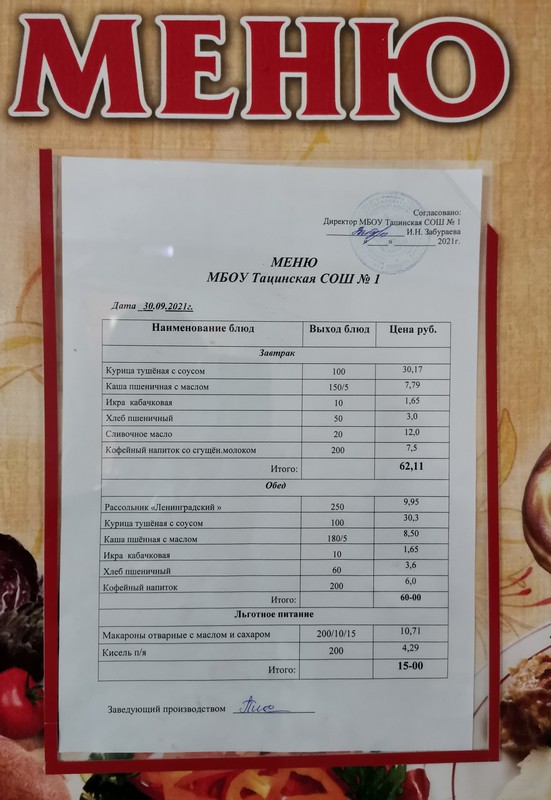 МЕНЮ
Согласовано:
Директор МБОУ Тацинская СОШ № 1
И.Н. Забураева
« » 2021г.
МЕНЮ
МБОУ Тацинская СОШ № 1
Дата 30.09.2021г.
Наименование блюд Выход блюд Цена руб.
Завтрак
Курица тушёная с соусом 100 30,17
Каша пшеничная с маслом 150/5 7,79
Икра кабачковая 10 1,65
Хлеб пшеничный 50 3,0
Сливочное масло 20 12,0
Кофейный напиток со сгущён.молоком 200 7,5
Итого: 62,11
Обед
Рассольник «Ленинградский » 250 9,95
Курица тушёная с соусом 100 30,3
Каша пшённая с маслом 180/5 8,50
Икра кабачковая 10 1,65
Хлеб пшеничный 60 3,6
Кофейный напиток 200 6,0
Итого: 60-00
Льготное питание
Макароны отварные с маслом и сахаром 200/10/15 10,71
Кисель п/я 200 4,29
Итого: 15-00
Заведующий производством